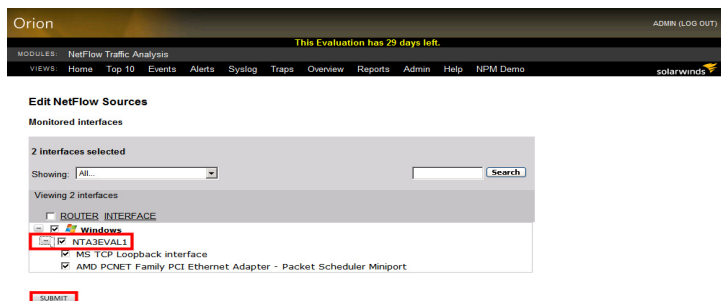 Orion
ADMIN (LOG OUT)
This Evaluation has 29 days left.
MODULES: NetFlow Traffic Analysis
VIEWS: Home Top 10 Events Alerts Syslog Traps Overview Reports Admin Help NPM Demo
solarwinds
Edit NetFlow Sources
Monitored interfaces
2 interfaces selected
Showing: All... Search
Viewing 2 interfaces
ROUTER INTERFACE
Windows
NTA3EVAL1
MS TCP Loopback interface
AMD PCNET Family PCI Ethernet Adapter - Packet Scheduler Miniport
SUBMIT